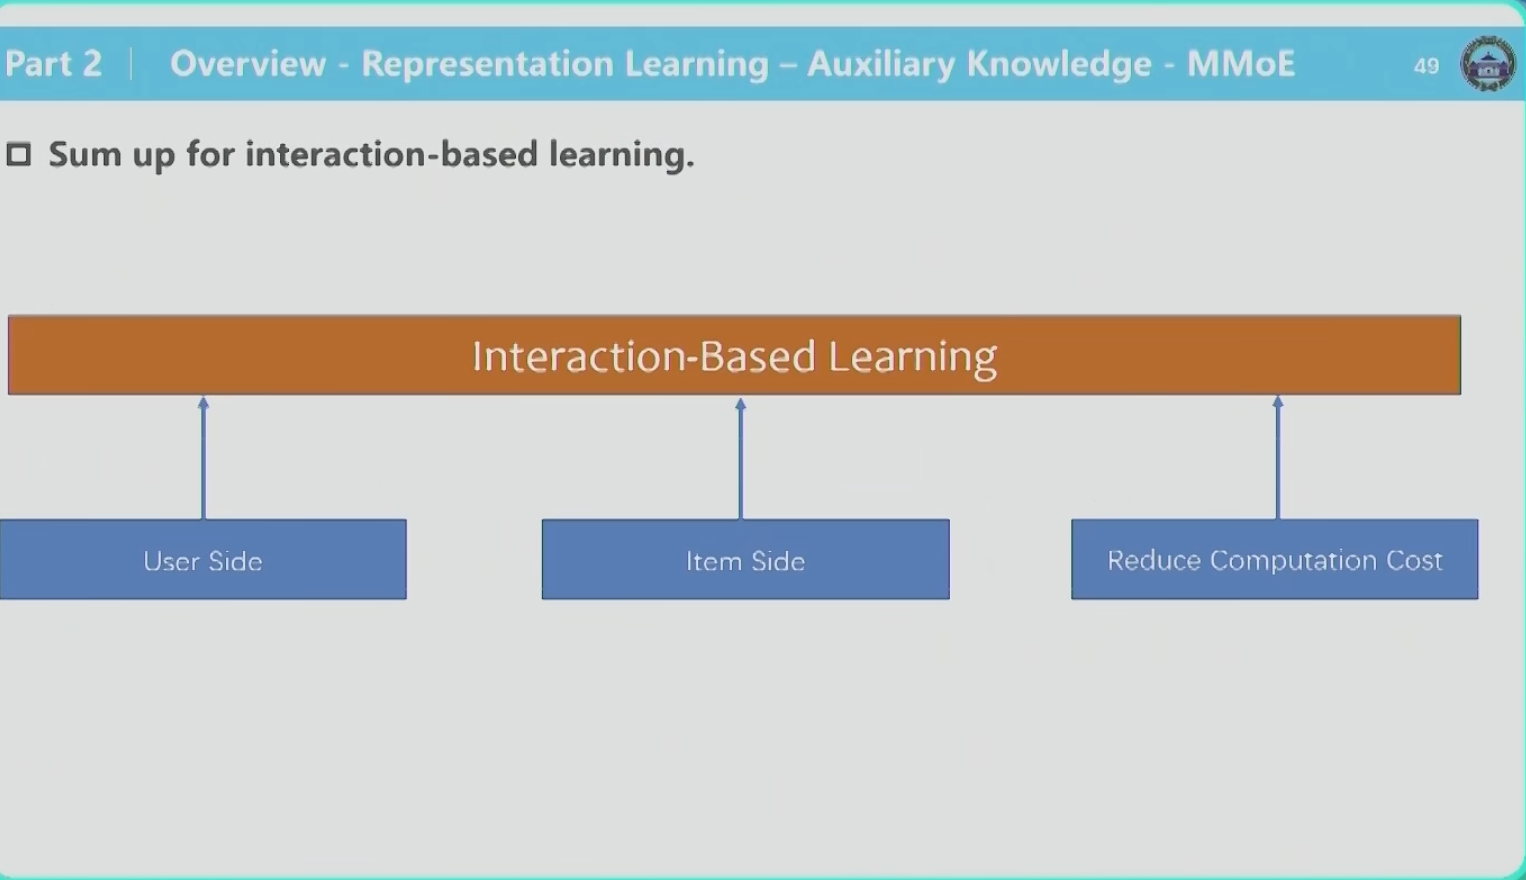 Part 2 Overview - Representation Learning – Auxiliary Knowledge - MMoE 49
Sum up for interaction-based learning.
Interaction-Based Learning
User Side Item Side Reduce Computation Cost